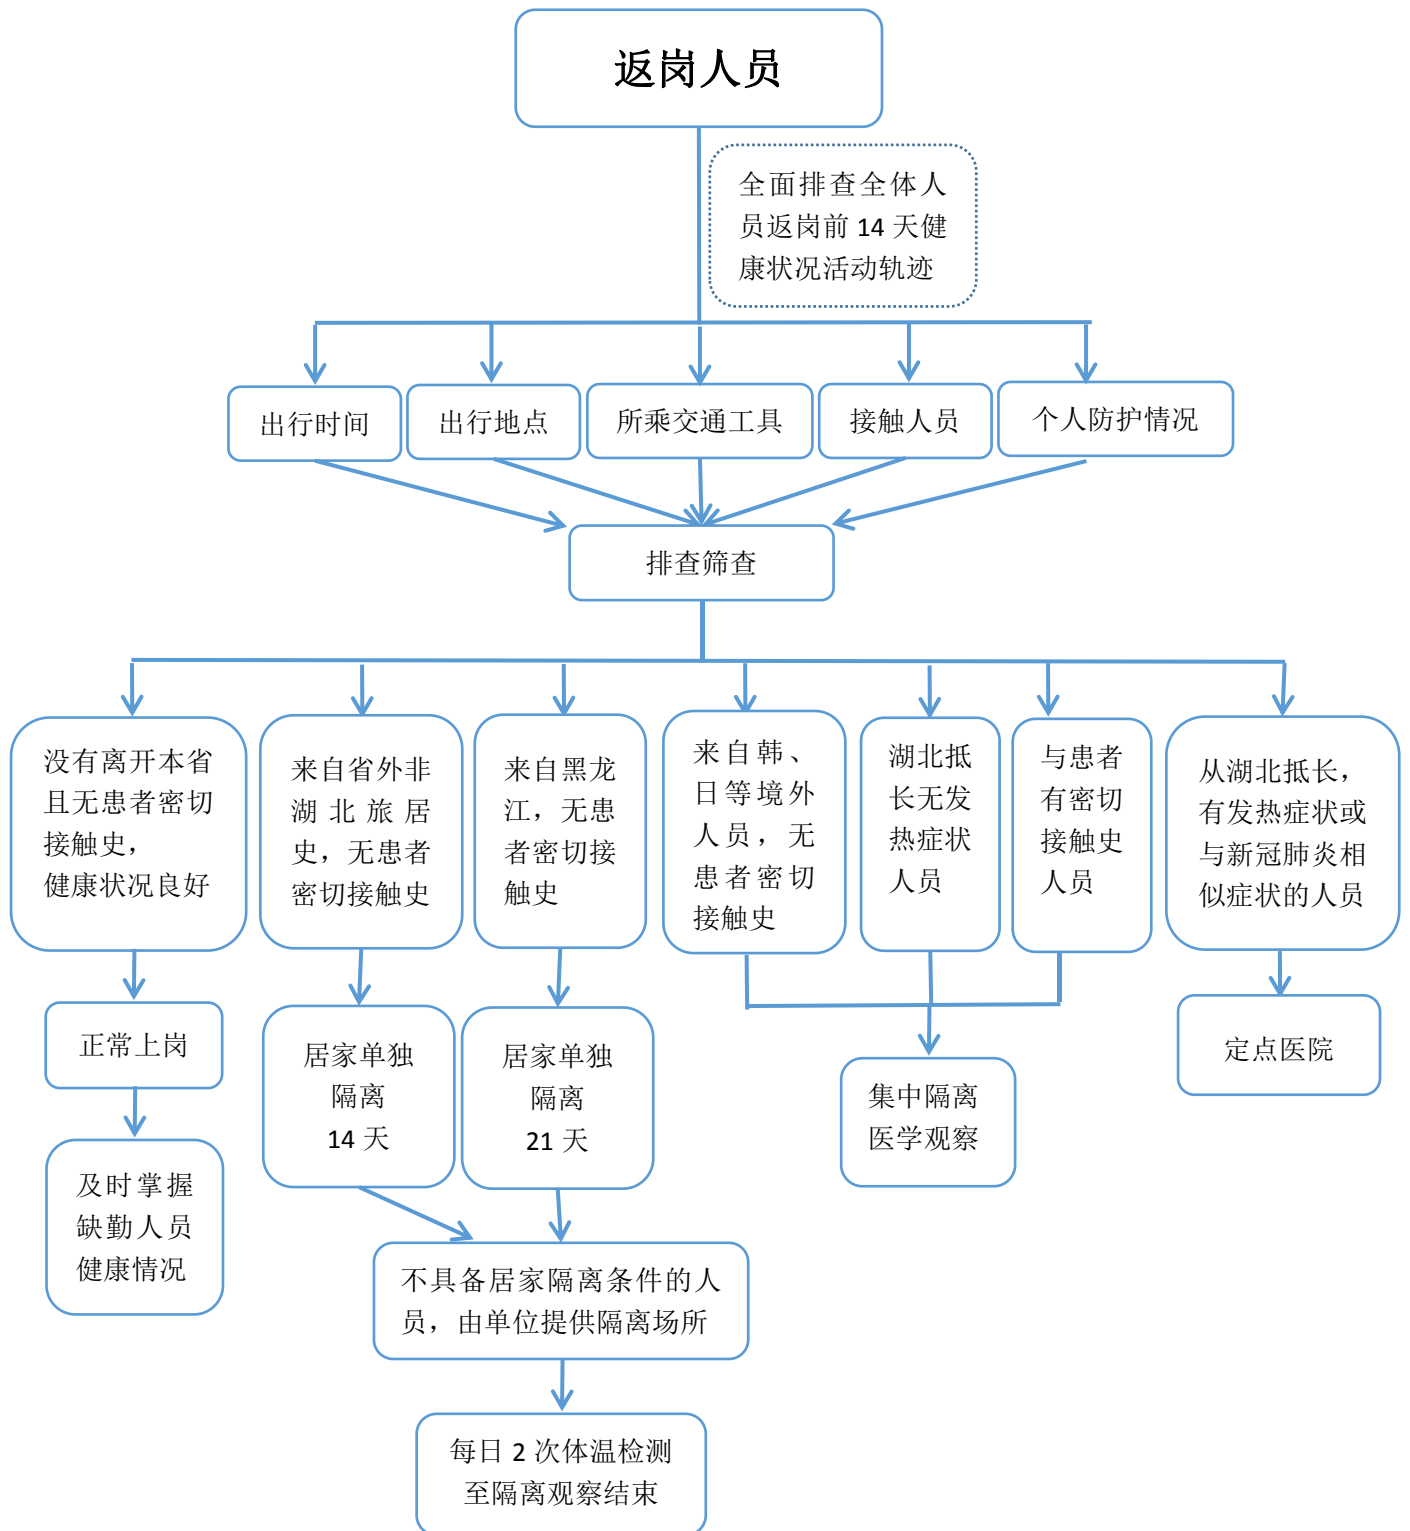 返岗人员
全面排查全体人
员返岗前 14 天健
康状况活动轨迹
出行时间
出行地点
所乘交通工具
接触人员
个人防护情况
排查筛查
没有离开本省
且无患者密切
接触史，
健康状况良好
来自省外非
湖北旅居
史，无患者
密切接触史
来自黑龙
江，无患
者密切接
触史
来自韩、
日等境外
人员，无
患者密切
接触史
湖北抵
长无发
热症状
人员
与患者
有密切
接触史
人员
从湖北抵长，
有发热症状或
与新冠肺炎相
似症状的人员
正常上岗
居家单独
隔离
14 天
居家单独
隔离
21 天
集中隔离
医学观察
定点医院
及时掌握
缺勤人员
健康情况
不具备居家隔离条件的人
员，由单位提供隔离场所
每日 2 次体温检测
至隔离观察结束